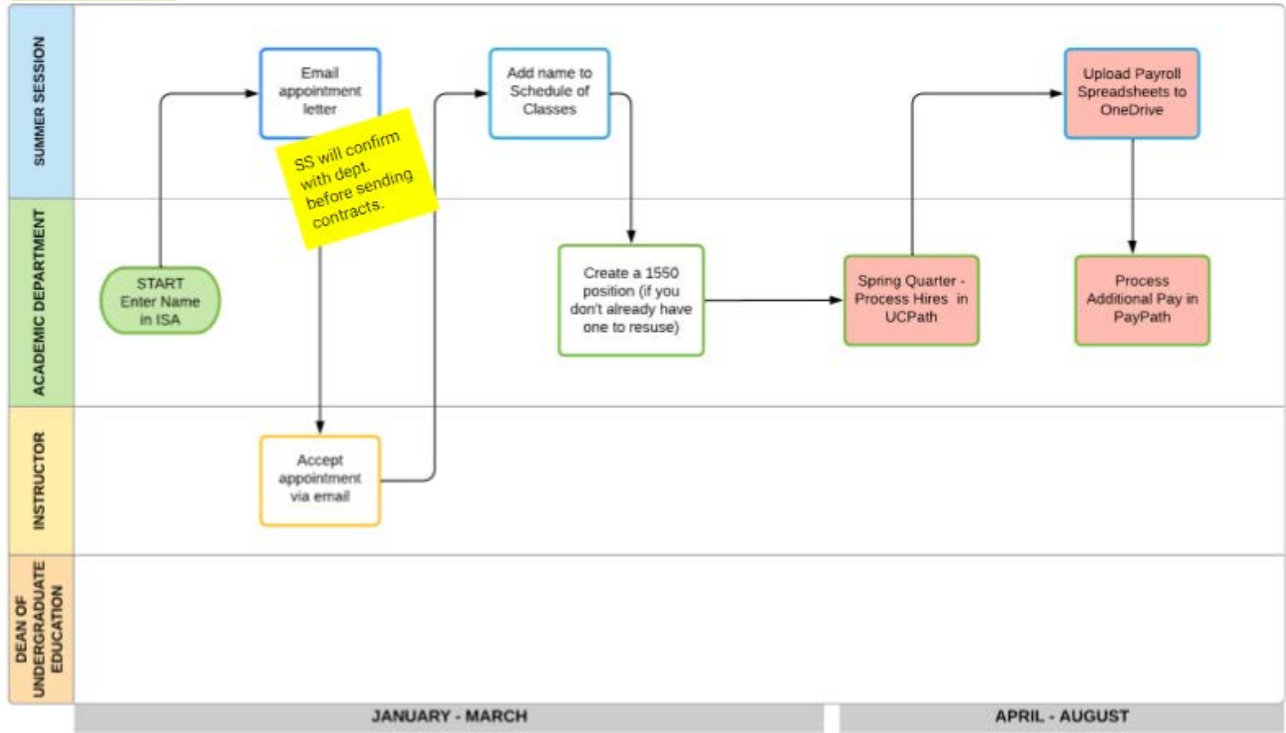 SUMMER SESSION
Email
appointment
letter
SS will confirm
with dept.
before sending
contracts.
Add name to
Schedule of
Classes
Upload Payroll
Spreadsheets to
OneDrive
ACADEMIC DEPARTMENT
START
Enter Name
in ISA
Create a 1550
position (if you
don't already have
one to resuse)
Spring Quarter -
Process Hires in
UCPath
Process
Additional Pay in
PayPath
INSTRUCTOR
Accept
appointment
via email
DEAN OF
UNDERGRADUATE
EDUCATION
JANUARY - MARCH
APRIL - AUGUST